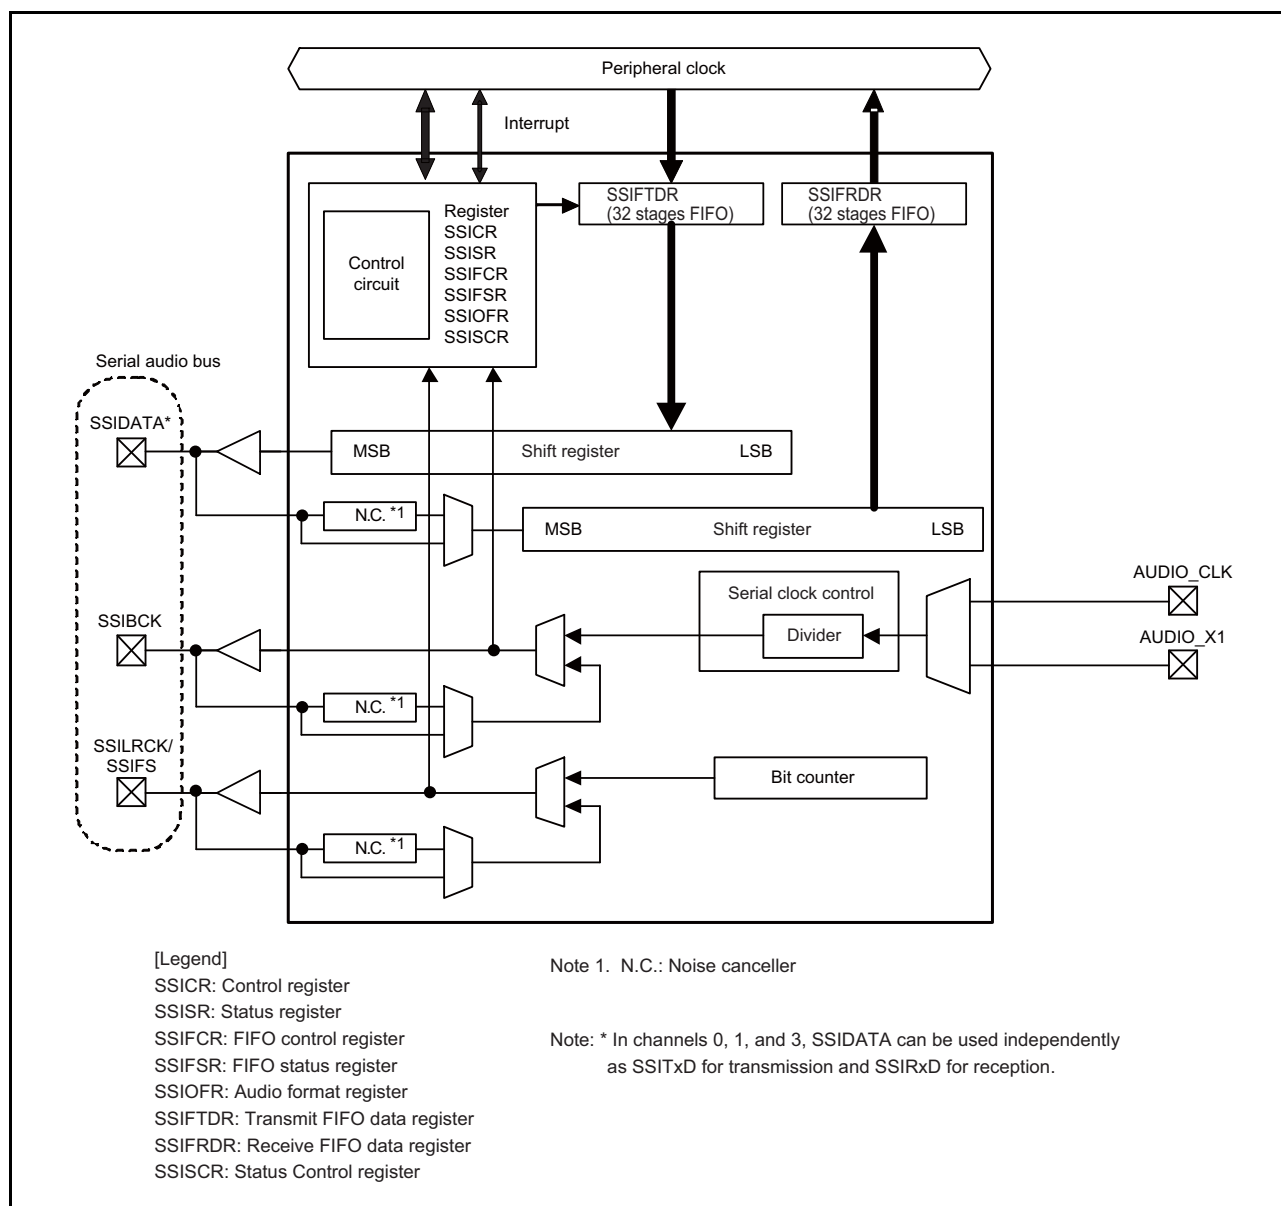 Peripheral clock
Interrupt
SSIFTDR
(32 stages FIFO)
SSIFRDR
(32 stages FIFO)
Control
circuit
Register
SSICR
SSISR
SSIFCR
SSIFSR
SSIOFR
SSISCR
Serial audio bus
SSIDATA*
MSB Shift register LSB
N.C. *1
MSB Shift register LSB
Serial clock control
Divider
AUDIO_CLK
AUDIO_X1
SSIBCK
N.C. *1
SSILRCK/
SSIFS
Bit counter
N.C. *1
[Legend]
SSICR: Control register
SSISR: Status register
SSIFCR: FIFO control register
SSIFSR: FIFO status register
SSIOFR: Audio format register
SSIFTDR: Transmit FIFO data register
SSIFRDR: Receive FIFO data register
SSISCR: Status Control register
Note 1. N.C.: Noise canceller
Note: * In channels 0, 1, and 3, SSIDATA can be used independently
as SSITxD for transmission and SSIRxD for reception.